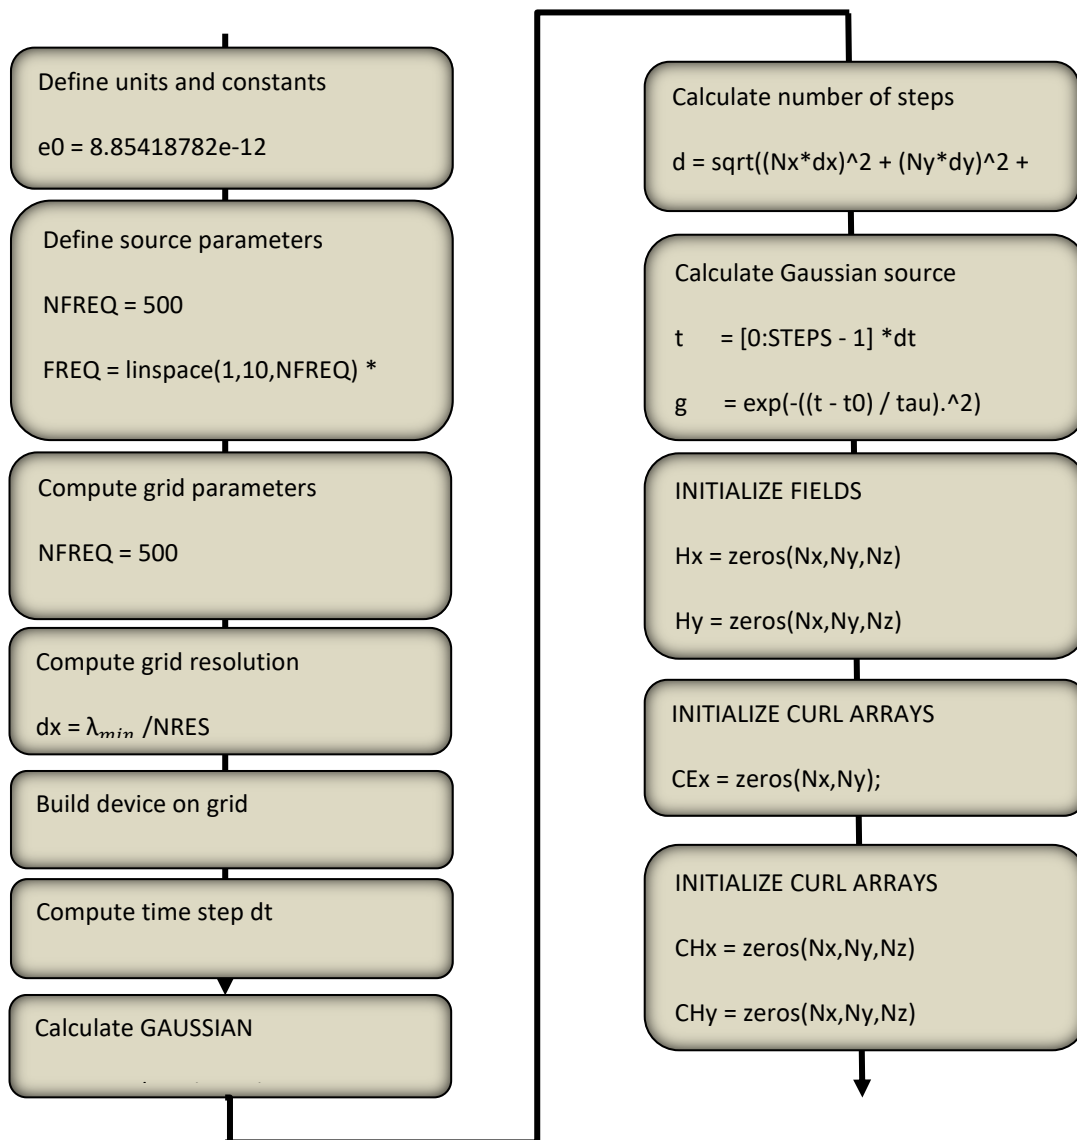 Define units and constants
e0 = 8.85418782e-12
Define source parameters
NFREQ = 500
FREQ = linspace(1,10,NFREQ) *
Compute grid parameters
NFREQ = 500
Compute grid resolution
dx = λmin /NRES
Build device on grid
Compute time step dt
Calculate GAUSSIAN
Calculate number of steps
d = sqrt((Nx*dx)^2 + (Ny*dy)^2 +
Calculate Gaussian source
t = [0:STEPS - 1] *dt
g = exp(-((t - t0) / tau).^2)
INITIALIZE FIELDS
Hx = zeros(Nx,Ny,Nz)
Hy = zeros(Nx,Ny,Nz)
INITIALIZE CURL ARRAYS
CEx = zeros(Nx,Ny);
INITIALIZE CURL ARRAYS
CHx = zeros(Nx,Ny,Nz)
CHy = zeros(Nx,Ny,Nz)